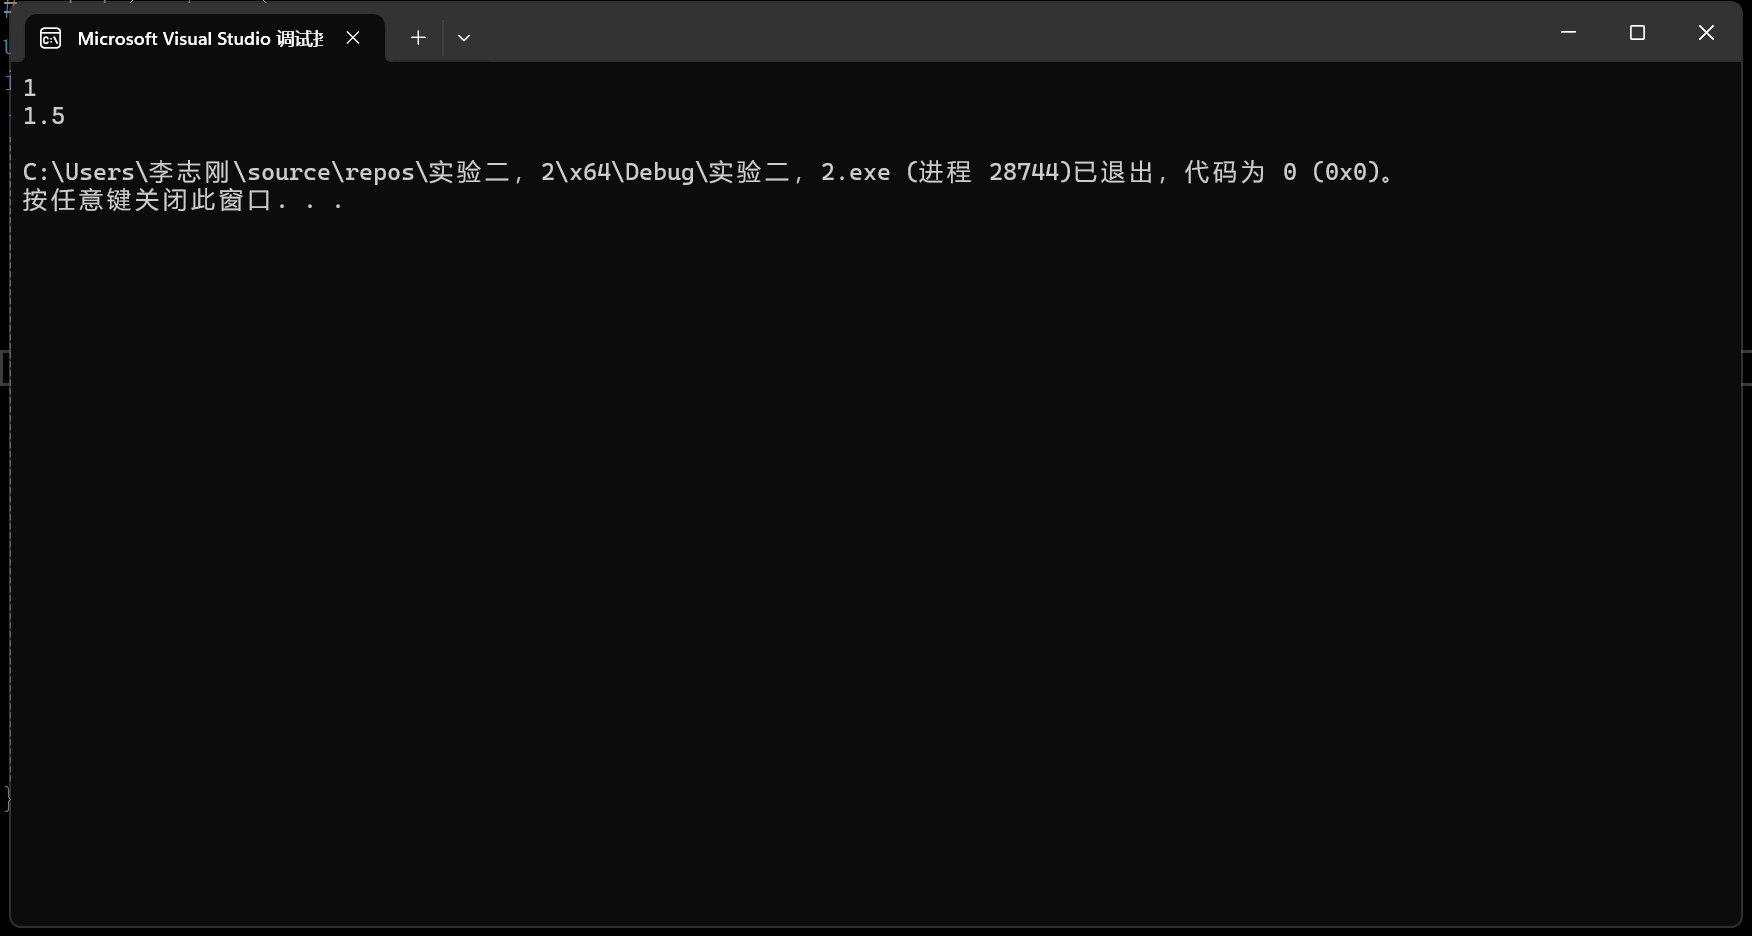 Microsoft Visual Studio 调试
1
1.5
C:\Users\李志刚\source\repos\实验二，2\x64\Debug\实验二，2.exe (进程 28744)已退出，代码为 0 (0x0)。
按任意键关闭此窗口. . .